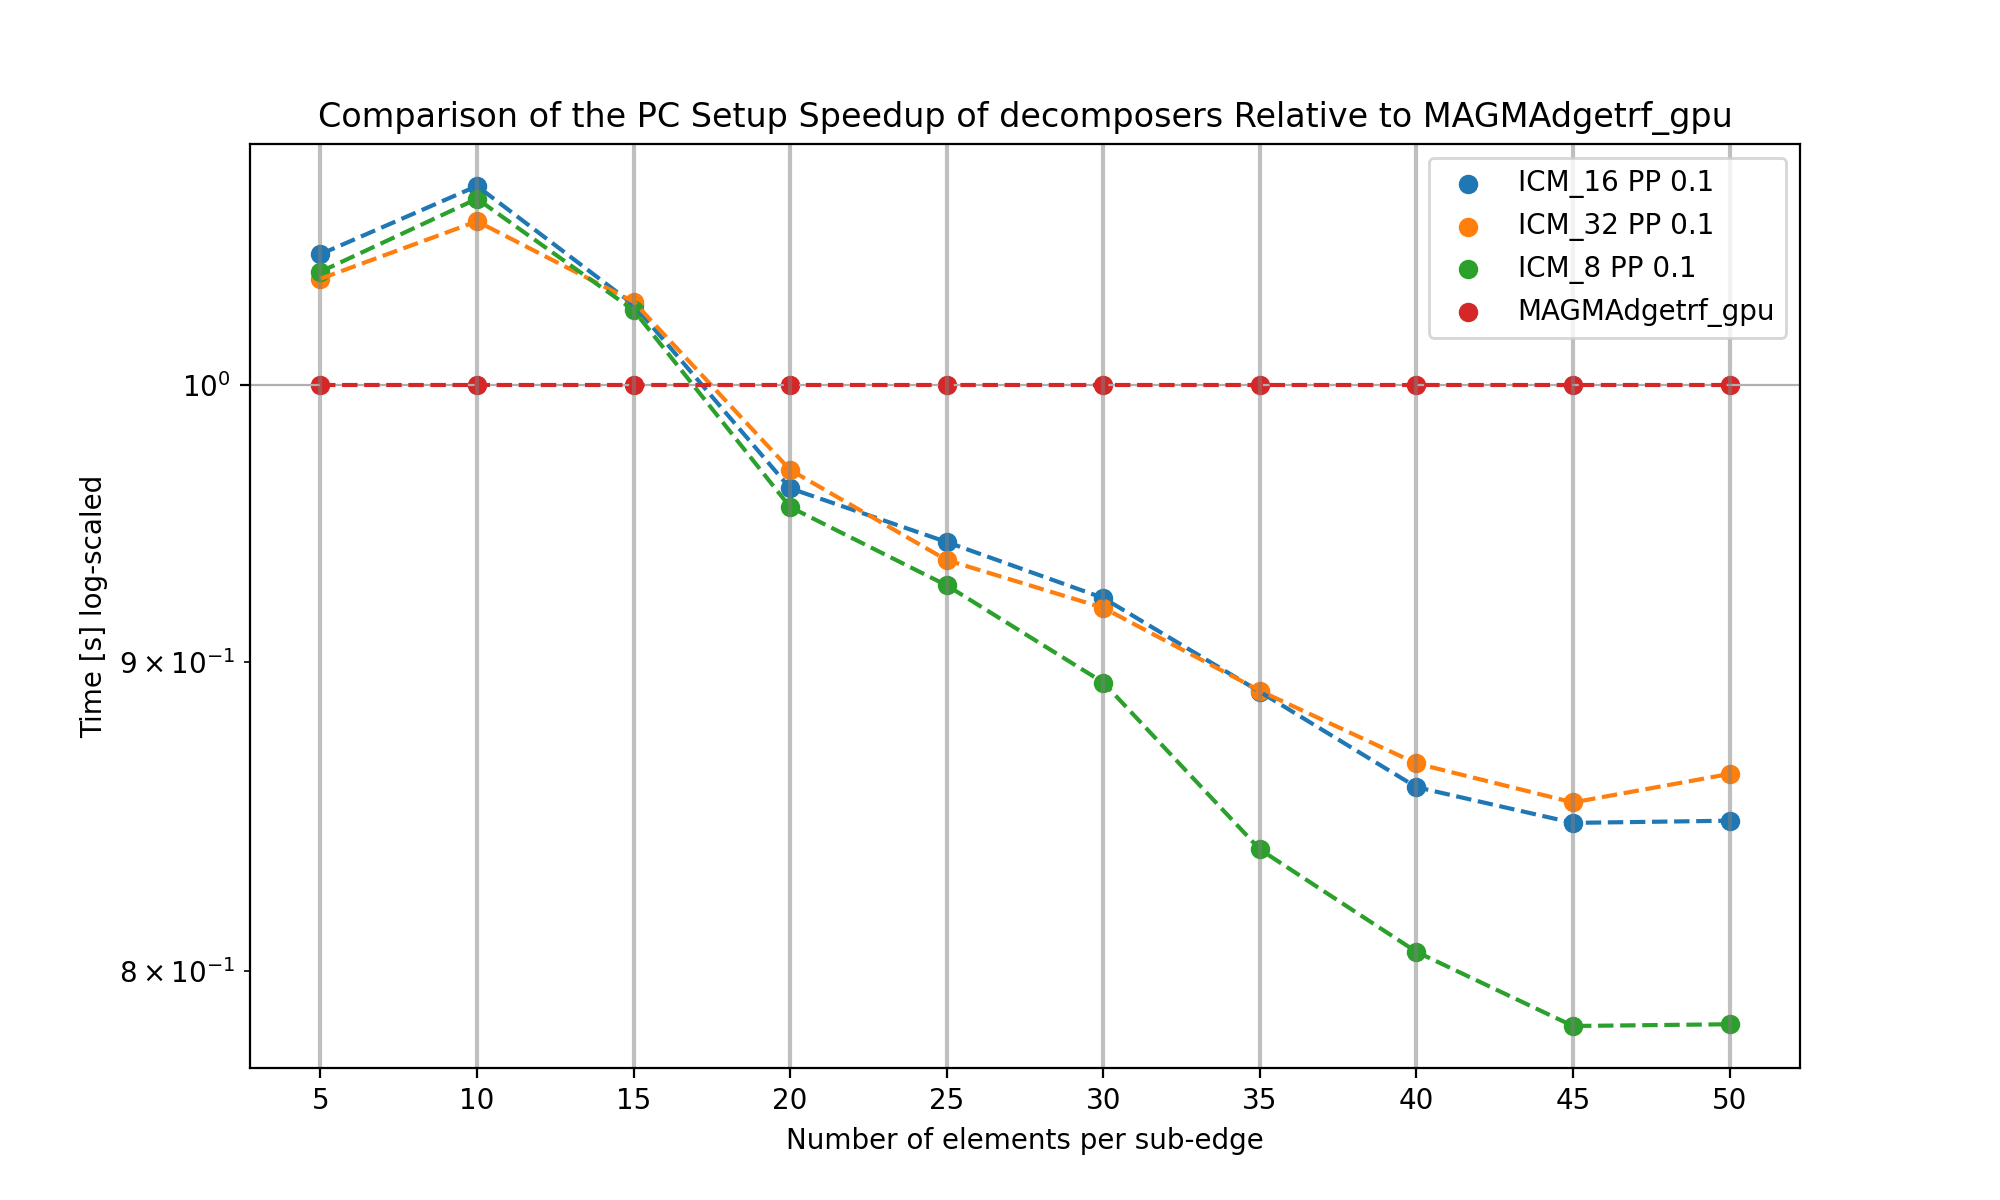 Comparison of the PC Setup Speedup of decomposers Relative to MAGMAdgetrf_gpu
ICM_16 PP 0.1
ICM_32 PP 0.1
ICM_8 PP 0.1
MAGMAdgetrf_gpu
Time [s] log-scaled
10⁰
9 × 10⁻¹
8 × 10⁻¹
5 10 15 20 25 30 35 40 45 50
Number of elements per sub-edge